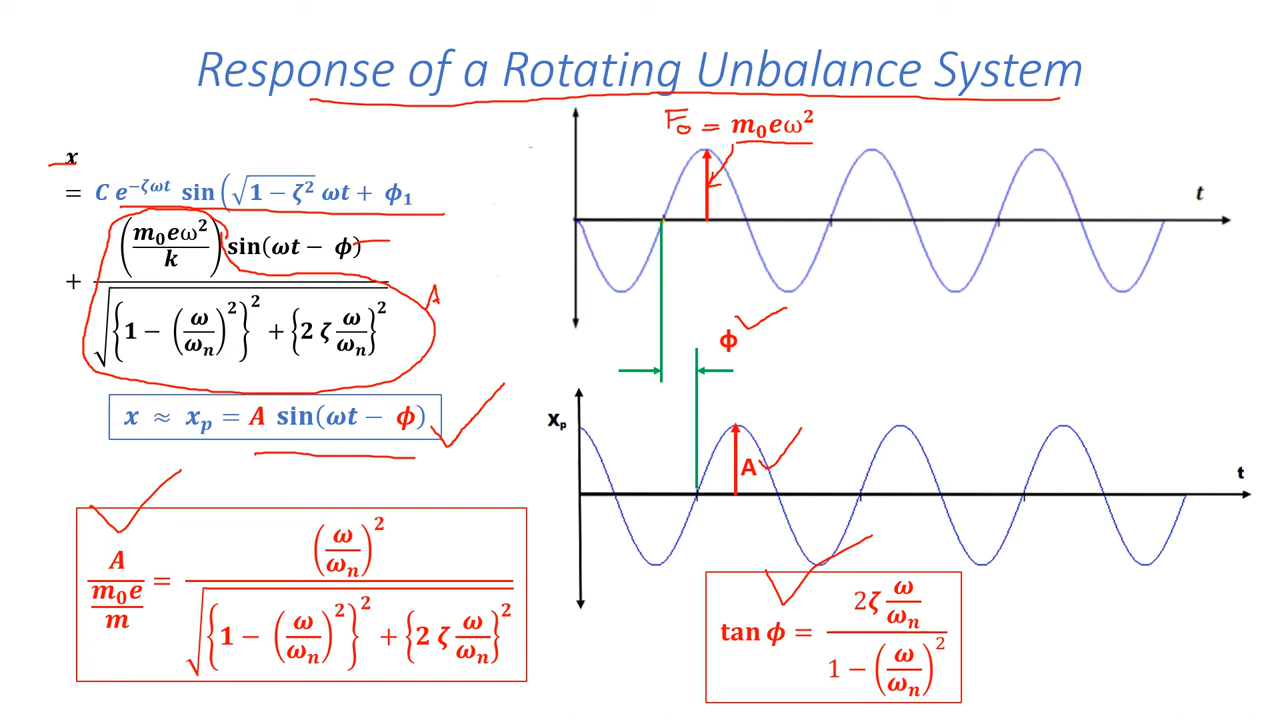 Response of a Rotating Unbalance System
F₀ = m₀eω²
x
= C e^{-ζωt} sin(√(1 − ζ²) ωt + ϕ₁
+ (m₀eω²/k) sin(ωt − ϕ) / √({1 − (ω/ωₙ)²}² + {2 ζ ω/ωₙ}²)
A
x ≈ xₚ = A sin(ωt − ϕ)
A / (m₀e/m) = (ω/ωₙ)² / √({1 − (ω/ωₙ)²}² + {2 ζ ω/ωₙ}²)
t
Φ
Xₚ
A
t
tan ϕ = 2ζ ω/ωₙ / (1 − (ω/ωₙ)²)